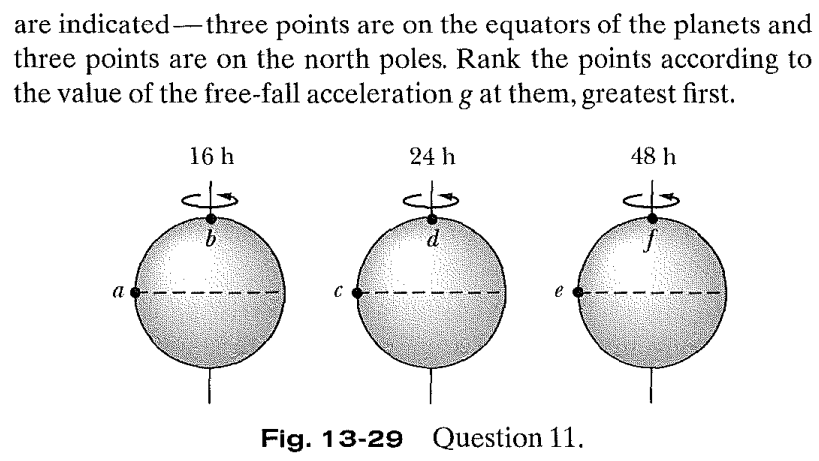 are indicated—three points are on the equators of the planets and
three points are on the north poles. Rank the points according to
the value of the free-fall acceleration g at them, greatest first.
16 h 24 h 48 h
b d f
a c e
Fig. 13-29 Question 11.